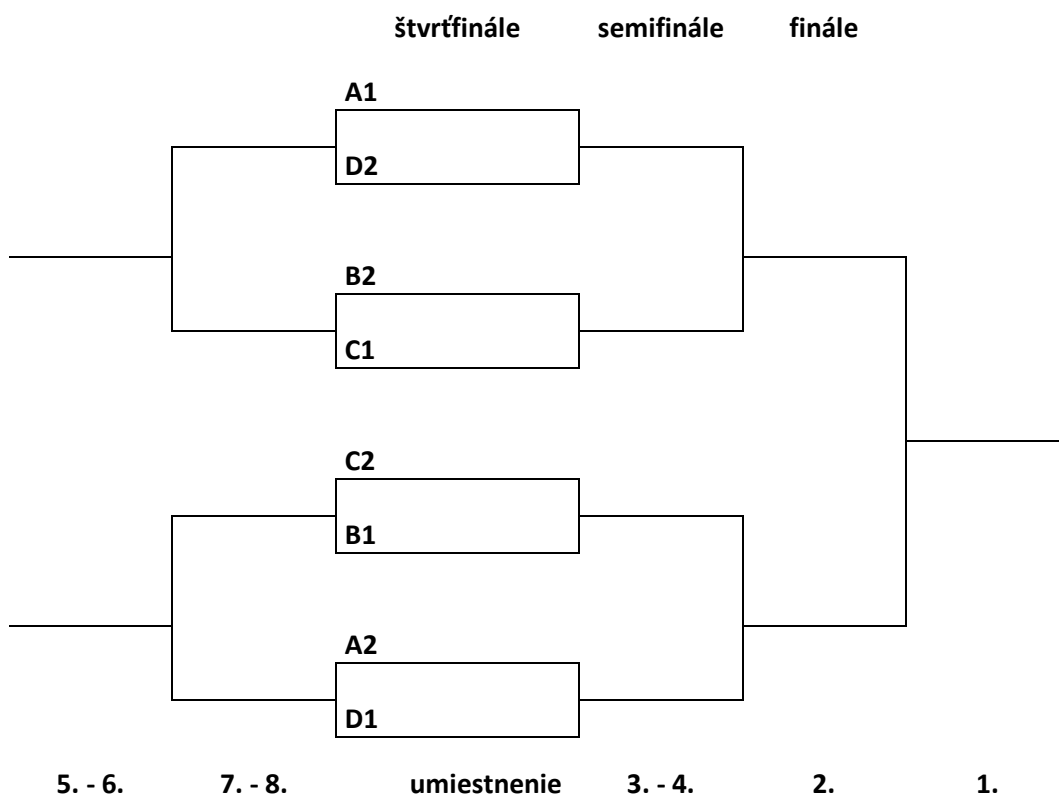 štvrťfinále semifinále finále
A1
D2
B2
C1
C2
B1
A2
D1
5. - 6. 7. - 8. umiestnenie 3. - 4. 2. 1.